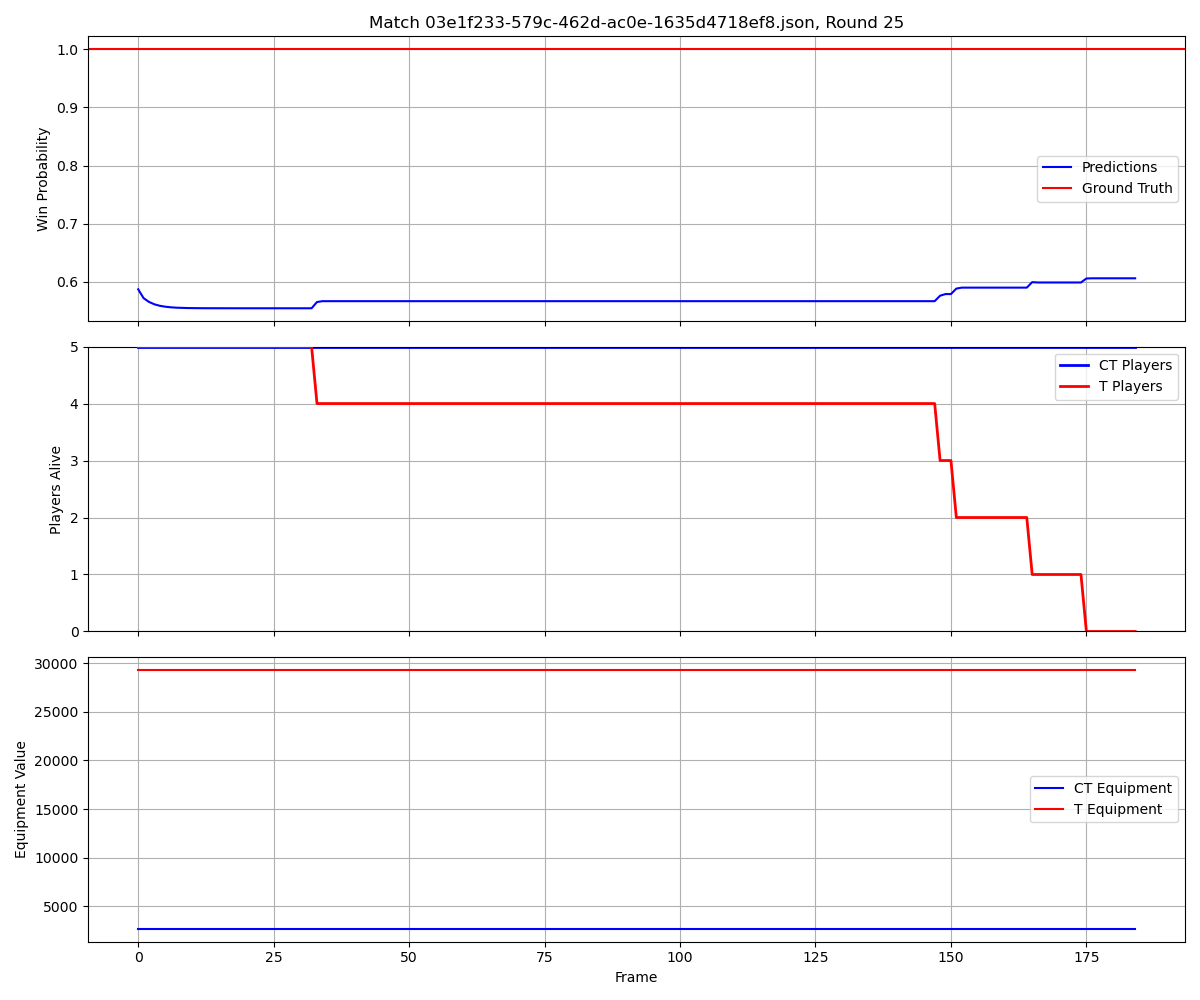 Match 03e1f233-579c-462d-ac0e-1635d4718ef8.json, Round 25
Win Probability
1.0
0.9
0.8
0.7
0.6
Predictions
Ground Truth
Players Alive
5
4
3
2
1
0
CT Players
T Players
Equipment Value
30000
25000
20000
15000
10000
5000
CT Equipment
T Equipment
0 25 50 75 100 125 150 175
Frame